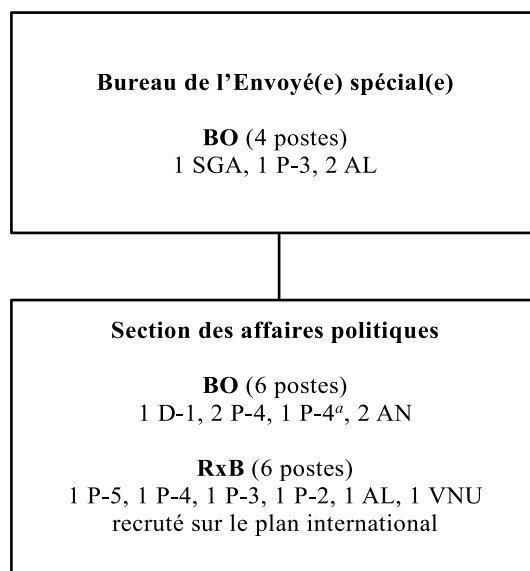 Bureau de l'Envoyé(e) spécial(e)
BO (4 postes)
1 SGA, 1 P-3, 2 AL
Section des affaires politiques
BO (6 postes)
1 D-1, 2 P-4, 1 P-4ᵃ, 2 AN
RxB (6 postes)
1 P-5, 1 P-4, 1 P-3, 1 P-2, 1 AL, 1 VNU
recruté sur le plan international